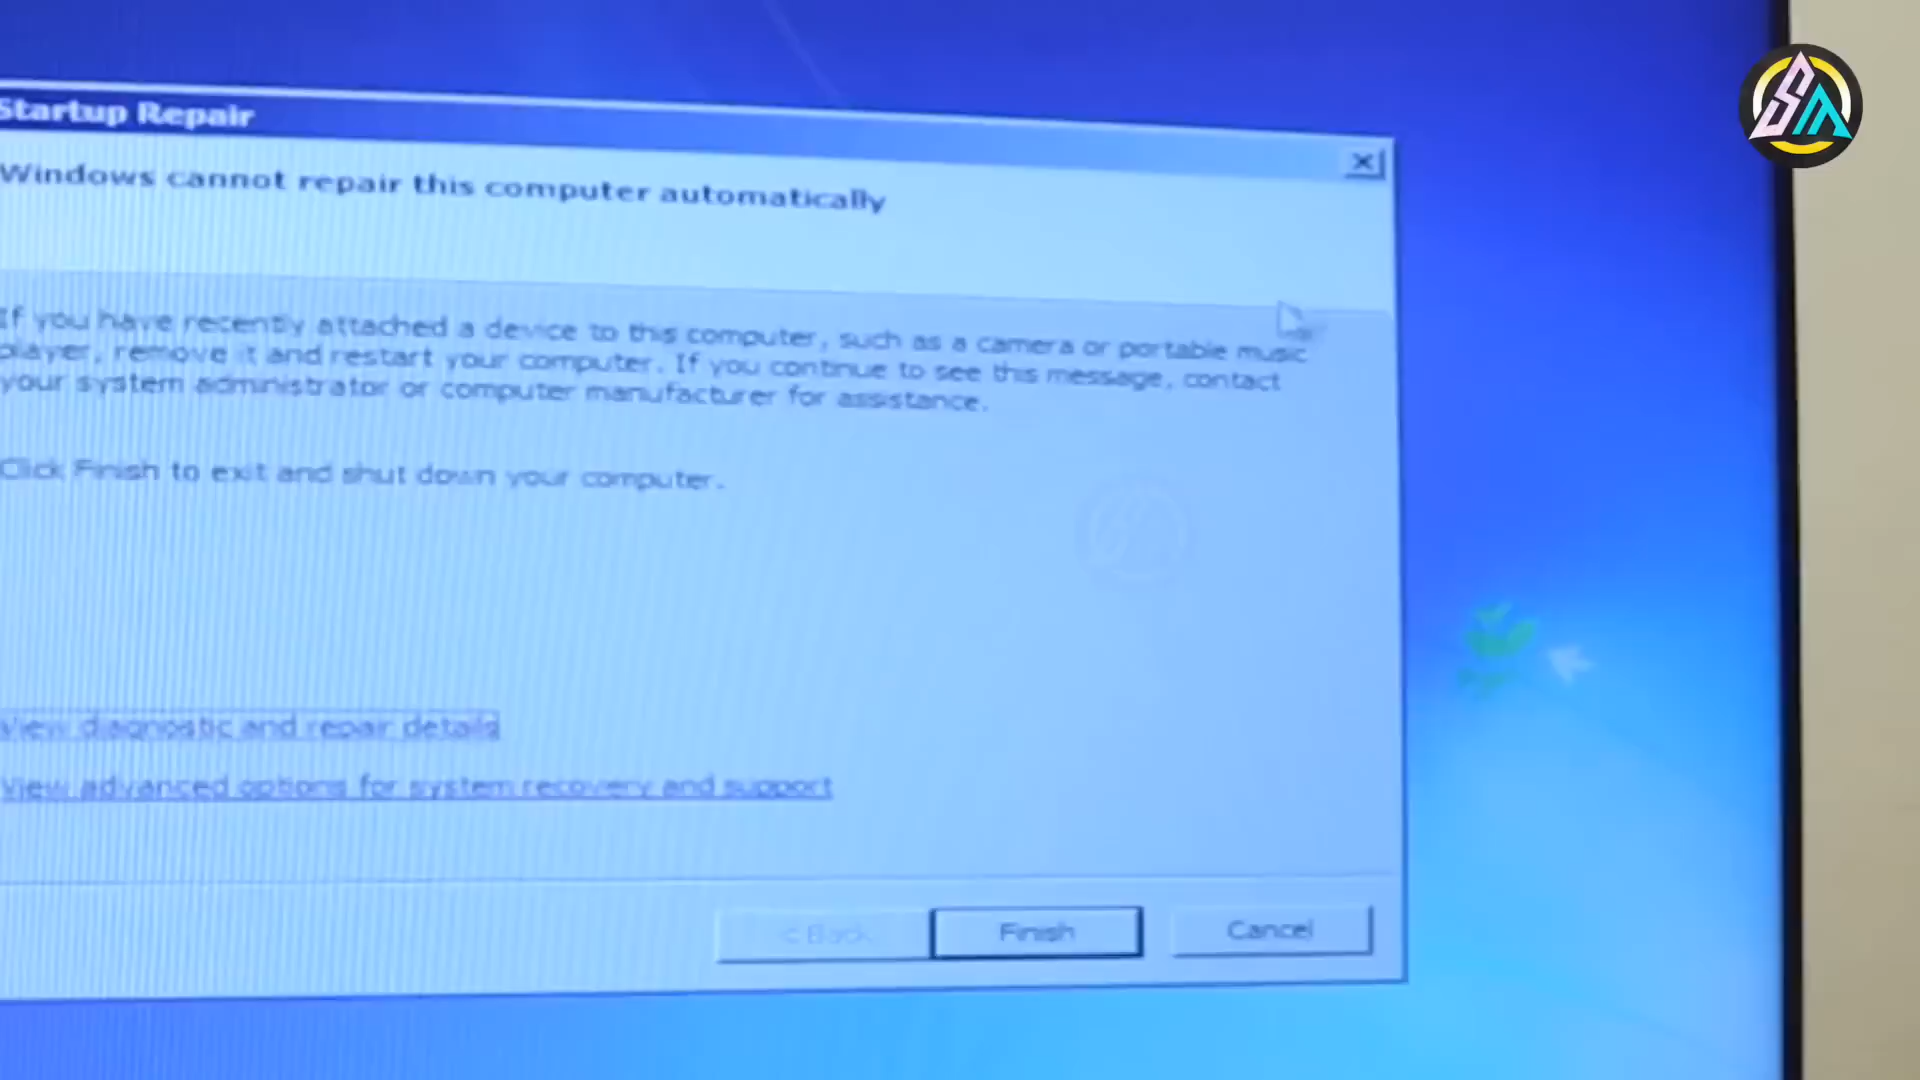 Startup Repair
Windows cannot repair this computer automatically
If you have recently attached a device to this computer, such as a camera or portable music
player, remove it and restart your computer. If you continue to see this message, contact
your system administrator or computer manufacturer for assistance.
Click Finish to exit and shut down your computer.
View diagnostic and repair details
View advanced options for system recovery and support
< Back
Finish
Cancel